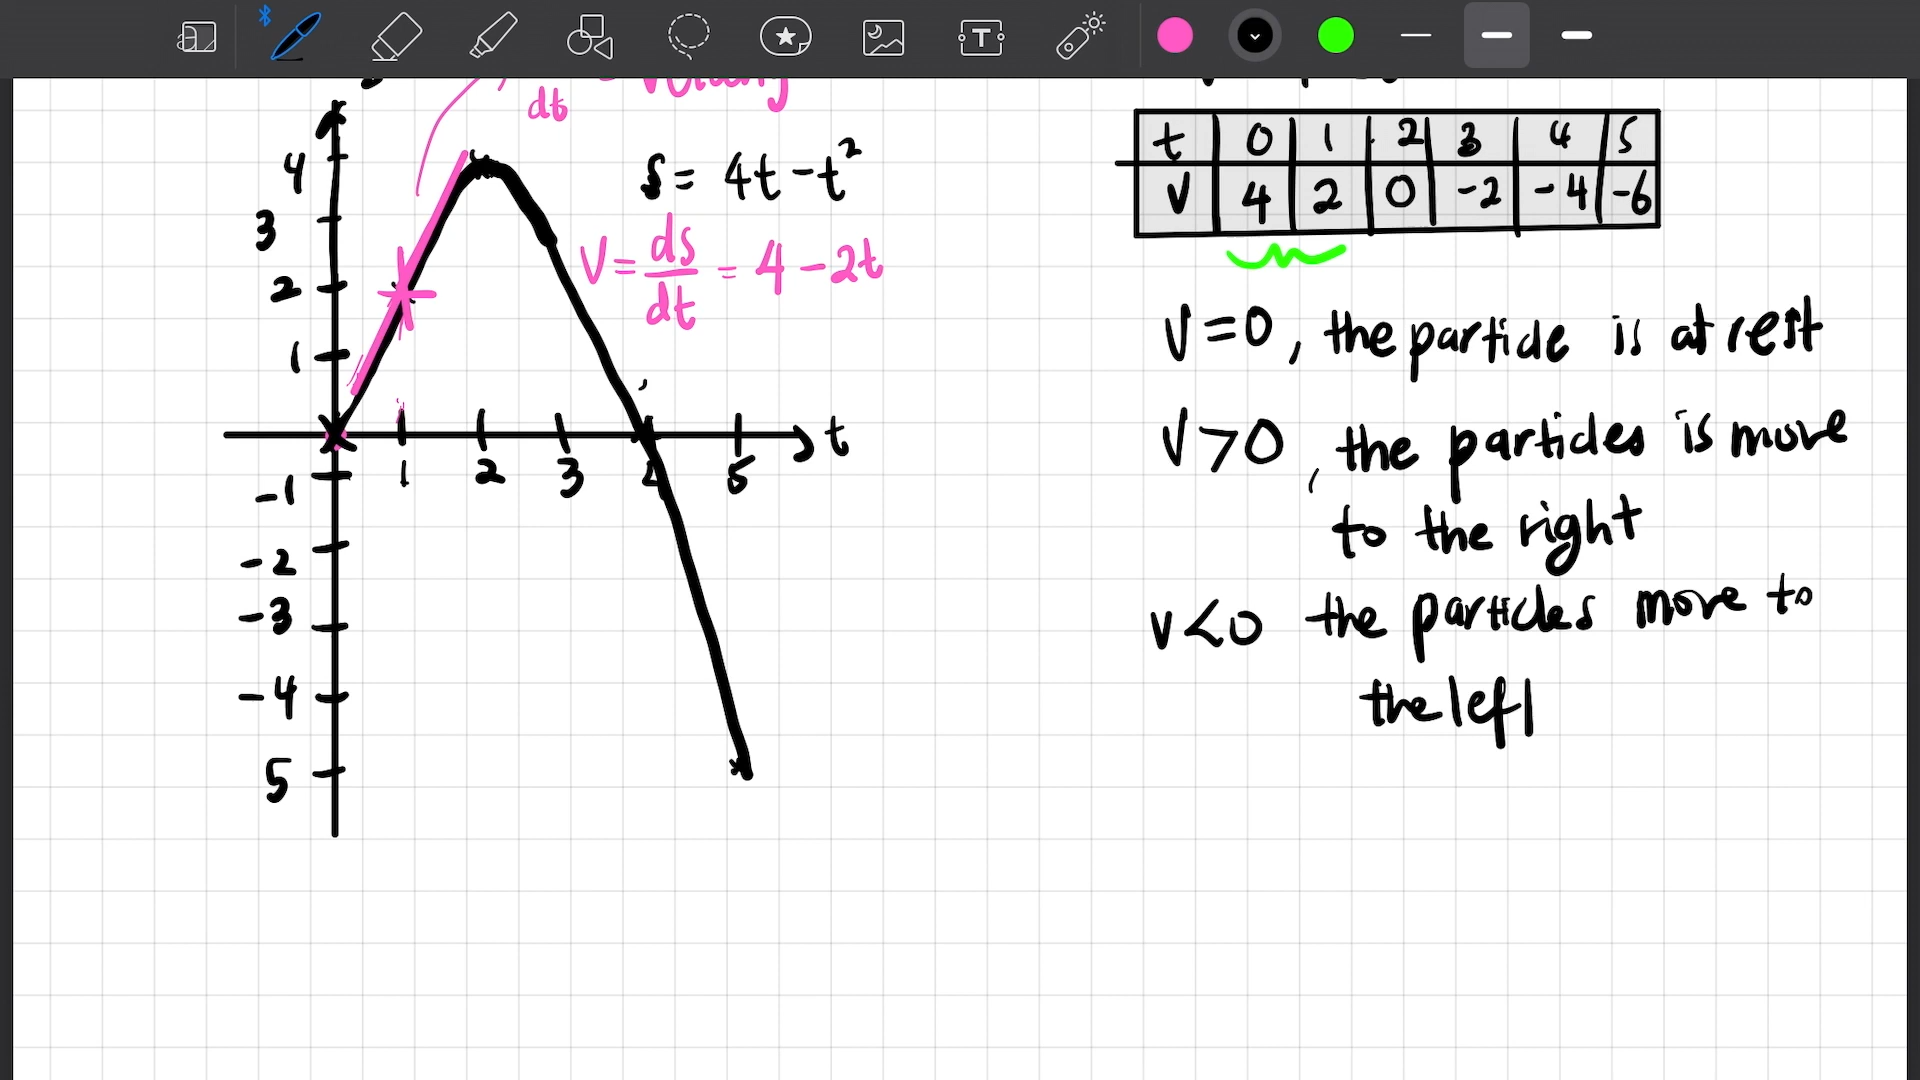 dt
s = 4t - t²
V = ds/dt = 4 - 2t
4
3
2
1
-1
-2
-3
-4
5
1 2 3 4 5 t
t 0 1 2 3 4 5
V 4 2 0 -2 -4 -6
V = 0, the particle is at rest
V > 0, the particles is move
to the right
v < 0 the particles move to
the left